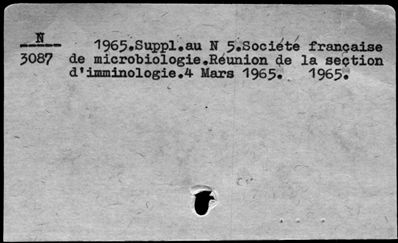 N 1965.Suppl.au N 5.Société française
3087 de microbiologie.Réunion de la section
d'imminologie.4 Mars 1965. 1965.